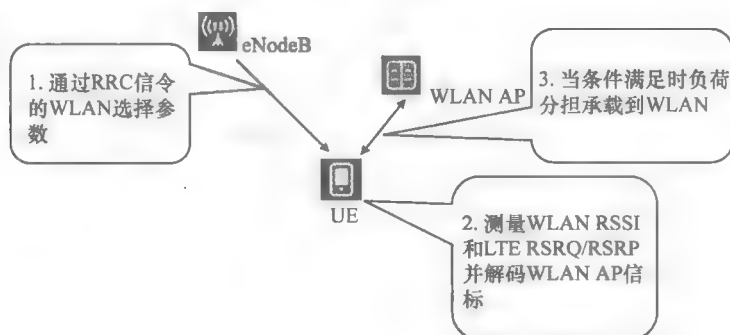 eNodeB
1. 通过RRC信令
的WLAN选择参
数
WLAN AP
3. 当条件满足时负荷
分担承载到WLAN
UE
2. 测量WLAN RSSI
和LTE RSRQ/RSRP
并解码WLAN AP信
标